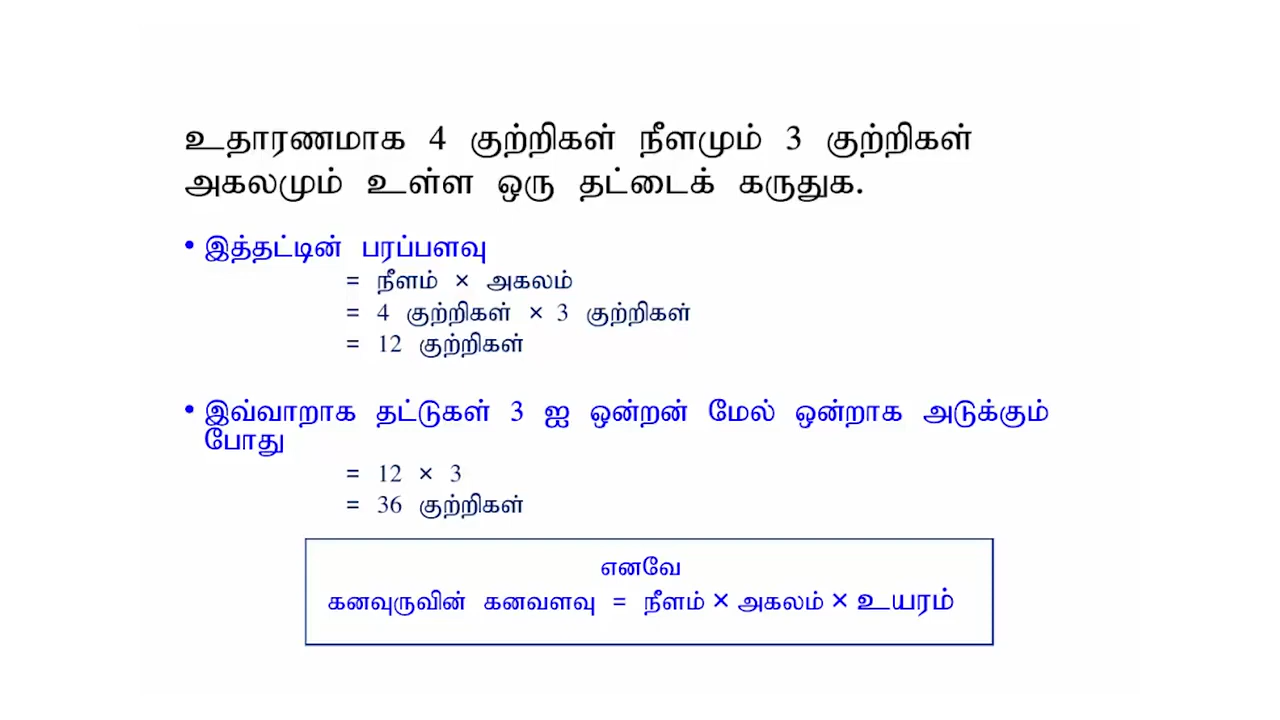 உதாரணமாக 4 குற்றிகள் நீளமும் 3 குற்றிகள்
அகலமும் உள்ள ஒரு தட்டைக் கருதுக.
• இத்தட்டின் பரப்பளவு
= நீளம் × அகலம்
= 4 குற்றிகள் × 3 குற்றிகள்
= 12 குற்றிகள்
• இவ்வாறாக தட்டுகள் 3 ஐ ஒன்றன் மேல் ஒன்றாக அடுக்கும்
போது
= 12 × 3
= 36 குற்றிகள்
எனவே
கனவுருவின் கனவளவு = நீளம் × அகலம் × உயரம்